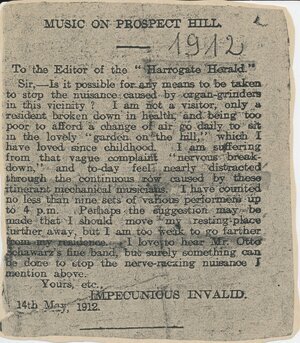 MUSIC ON PROSPECT HILL.
1912
To the Editor of the "Harrogate Herald."
Sir,—Is it possible for any means to be taken
to stop the nuisance caused by organ-grinders
in this vicinity? I am not a visitor, only a
resident broken down in health, and being too
poor to afford a change of air go daily to sit
in the lovely "garden of the hill," which I
have loved since childhood. I am suffering
from that vague complaint "nervous break-
down," and to-day feel nearly distracted
through the continuous row caused by these
itinerant mechanical musicians. I have counted
no less than nine sets of various performers up
to 4 p.m. Perhaps the suggestion may be
made that I should move my resting-place
further away, but I am too weak to go farther
from my residence. I love to hear Mr. Otto
Schwarz's fine band, but surely something can
be done to stop the nerve-racking nuisance I
mention above.
Yours, etc.,
IMPECUNIOUS INVALID.
14th May, 1912.